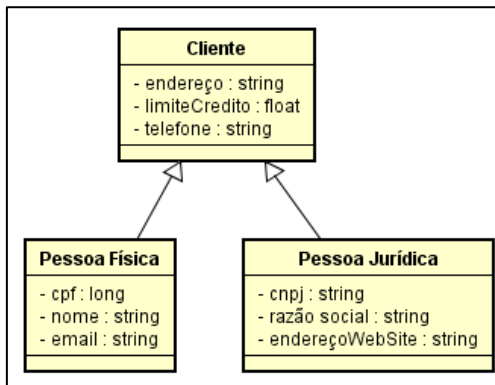 Cliente
- endereço : string
- limiteCredito : float
- telefone : string
Pessoa Física
- cpf : long
- nome : string
- email : string
Pessoa Jurídica
- cnpj : string
- razão social : string
- endereçoWebSite : string